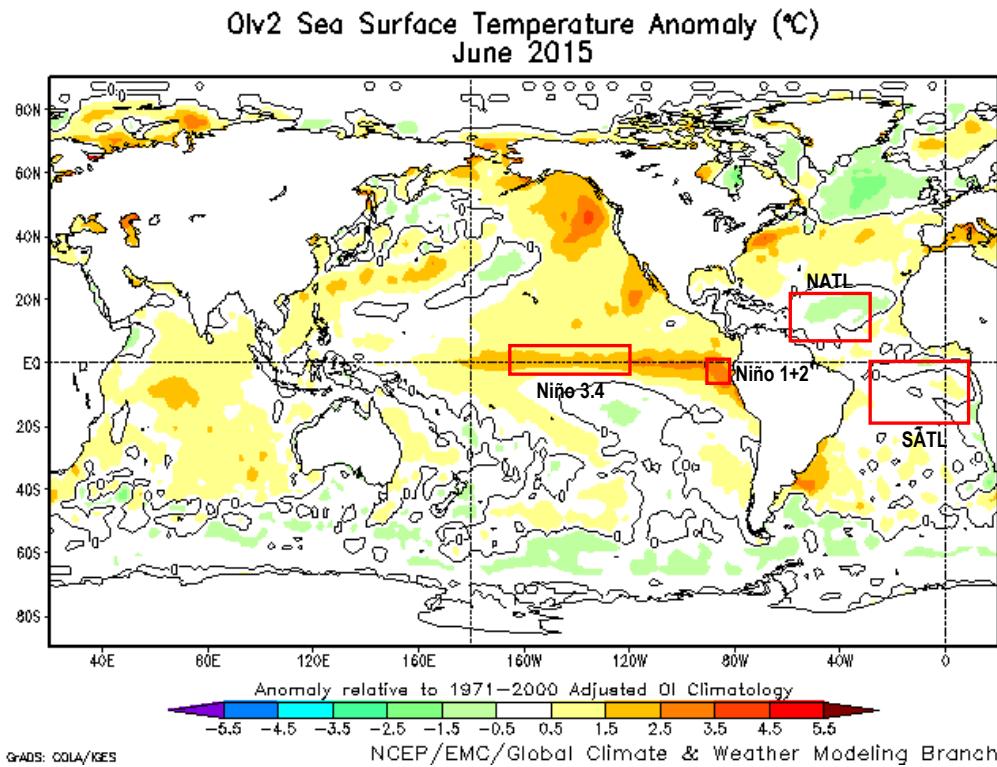 OIv2 Sea Surface Temperature Anomaly (°C)
June 2015
80N
60N
40N
20N
EQ
20S
40S
60S
80S
0
0
NATL
Niño 3.4
Niño 1+2
SÃTL
40E
80E
120E
160E
160W
120W
80W
40W
0
Anomaly relative to 1971-2000 Adjusted OI Climatology
-5.5 -4.5 -3.5 -2.5 -1.5 -0.5 0.5 1.5 2.5 3.5 4.5 5.5
GrADS: COLA/IGES
NCEP/EMC/Global Climate & Weather Modeling Branch